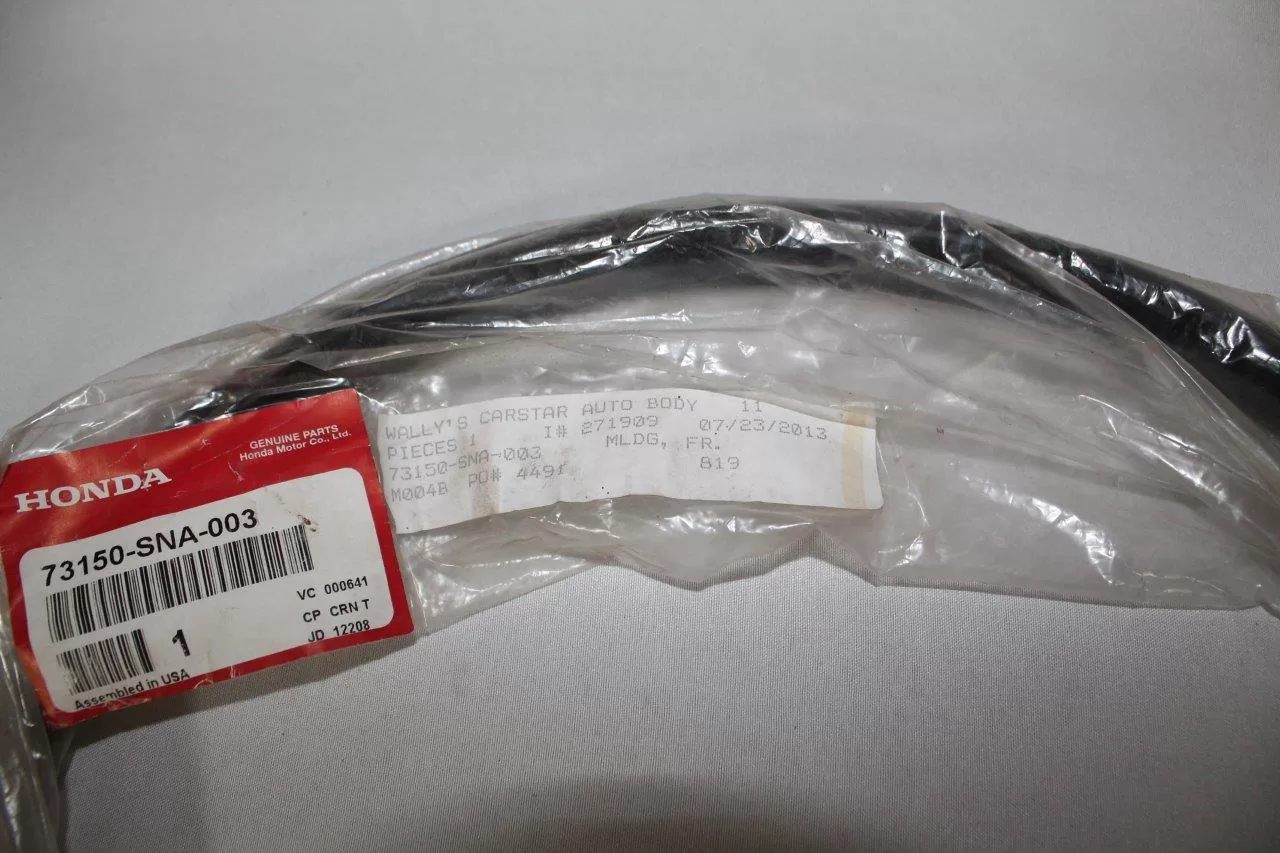 GENUINE PARTS
Honda Motor Co., Ltd.
HONDA
73150-SNA-003
VC 000641
CP CRN T
JD 12208
1
Assembled in USA
WALLY'S CARSTAR AUTO BODY 11
PIECES 1 I# 271909 07/23/2013
73150-SNA-003 MLDG, FR.
M004B PO# 819